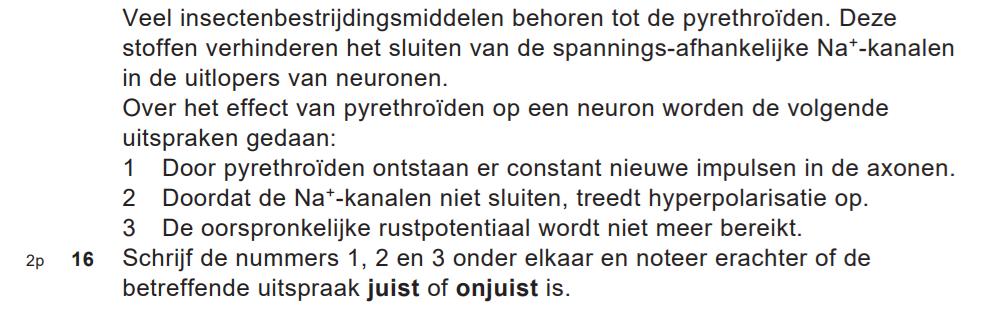 Veel insectenbestrijdingsmiddelen behoren tot de pyrethroïden. Deze
stoffen verhinderen het sluiten van de spannings-afhankelijke Na⁺-kanalen
in de uitlopers van neuronen.
Over het effect van pyrethroïden op een neuron worden de volgende
uitspraken gedaan:
1 Door pyrethroïden ontstaan er constant nieuwe impulsen in de axonen.
2 Doordat de Na⁺-kanalen niet sluiten, treedt hyperpolarisatie op.
3 De oorspronkelijke rustpotentiaal wordt niet meer bereikt.
2p 16 Schrijf de nummers 1, 2 en 3 onder elkaar en noteer erachter of de
betreffende uitspraak juist of onjuist is.